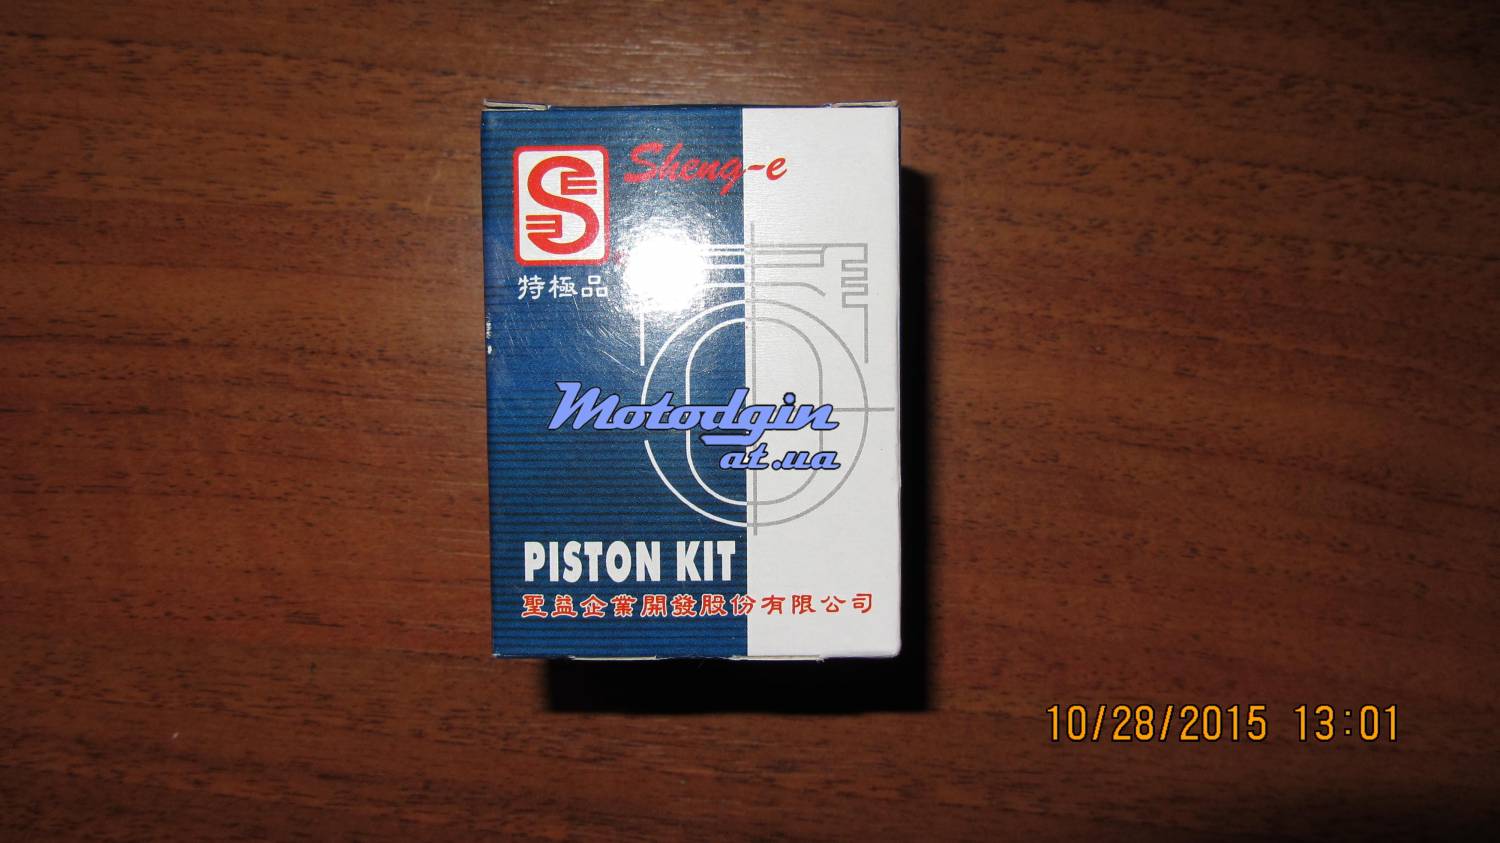 Sheng-e
特極品
Motodgin
at.ua
PISTON KIT
聖益企業開發股份有限公司
10/28/2015 13:01